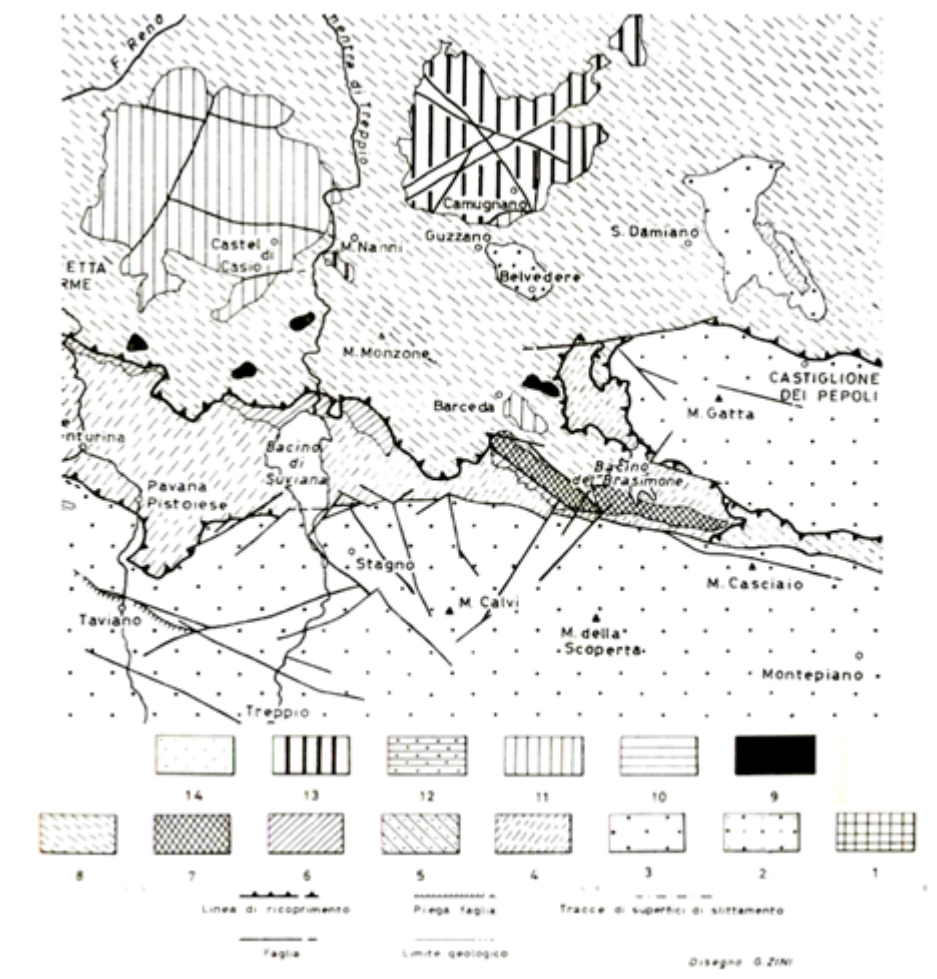 F. Reno
Treppio
di
Camugnano
Castel
di
Casio
M. Nanni
Guzzano
S. Damiano
Belvedere
ETTA
RME
M. Monzone
CASTIGLIONE
DEI PEPOLI
M. Gatta
Barceda
nturina
Bacino
di
Suviana
Bacino
del Brasimone
Pavana
Pistoiese
Stagno
M. Casciaio
M. Calvi
Taviano
M. della
Scoperta
Montepiano
Treppio
14 13 12 11 10 9
8 7 6 5 4 3 2 1
Linea di ricoprimento Piega faglia Tracce di superfici di slittamento
Faglia Limite geologico
Disegno G. ZINI